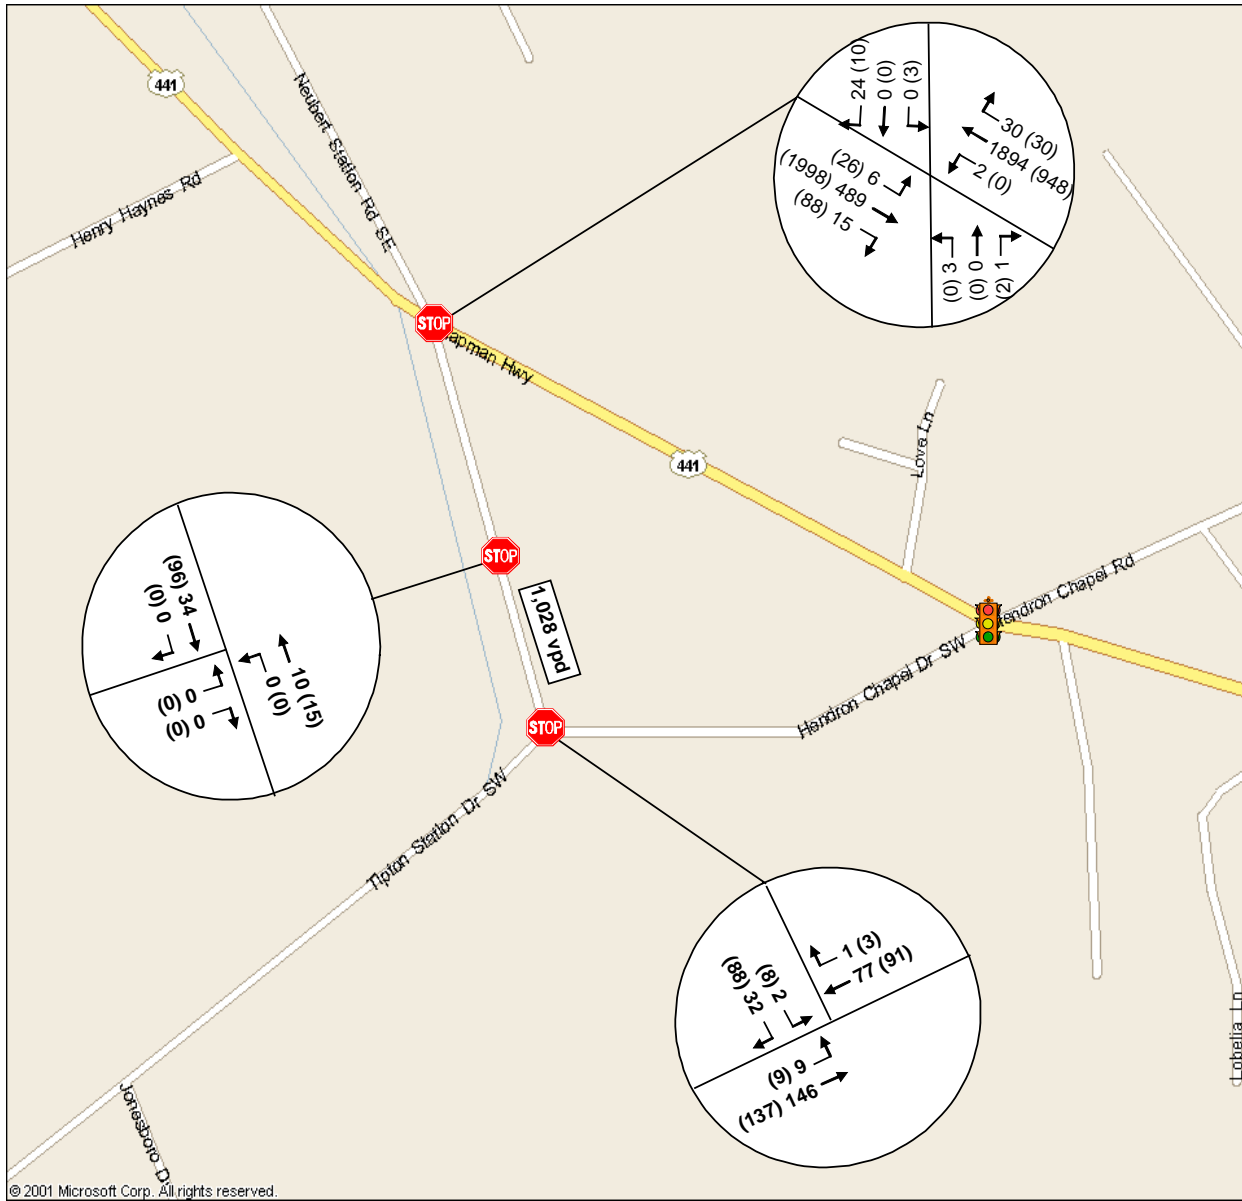 441
Neubert Station Rd SE
Henry Haynes Rd
24 (10)
0 (0)
0 (3)
30 (30)
1894 (948)
2 (0)
(26) 6
(1998) 489
(88) 15
(0) 3
(0) 0
(2) 1
STOP
apman Hwy
441
Love Ln
STOP
1,028 vpd
(96) 34
(0) 0
10 (15)
0 (0)
(0) 0
(0) 0
endron Chapel Rd
Hendron Chapel Dr SW
STOP
Tipton Station Dr SW
1 (3)
77 (91)
(8) 2
(88) 32
(9) 9
(137) 146
Lobelia Ln
Jonesboro D
© 2001 Microsoft Corp. All rights reserved.